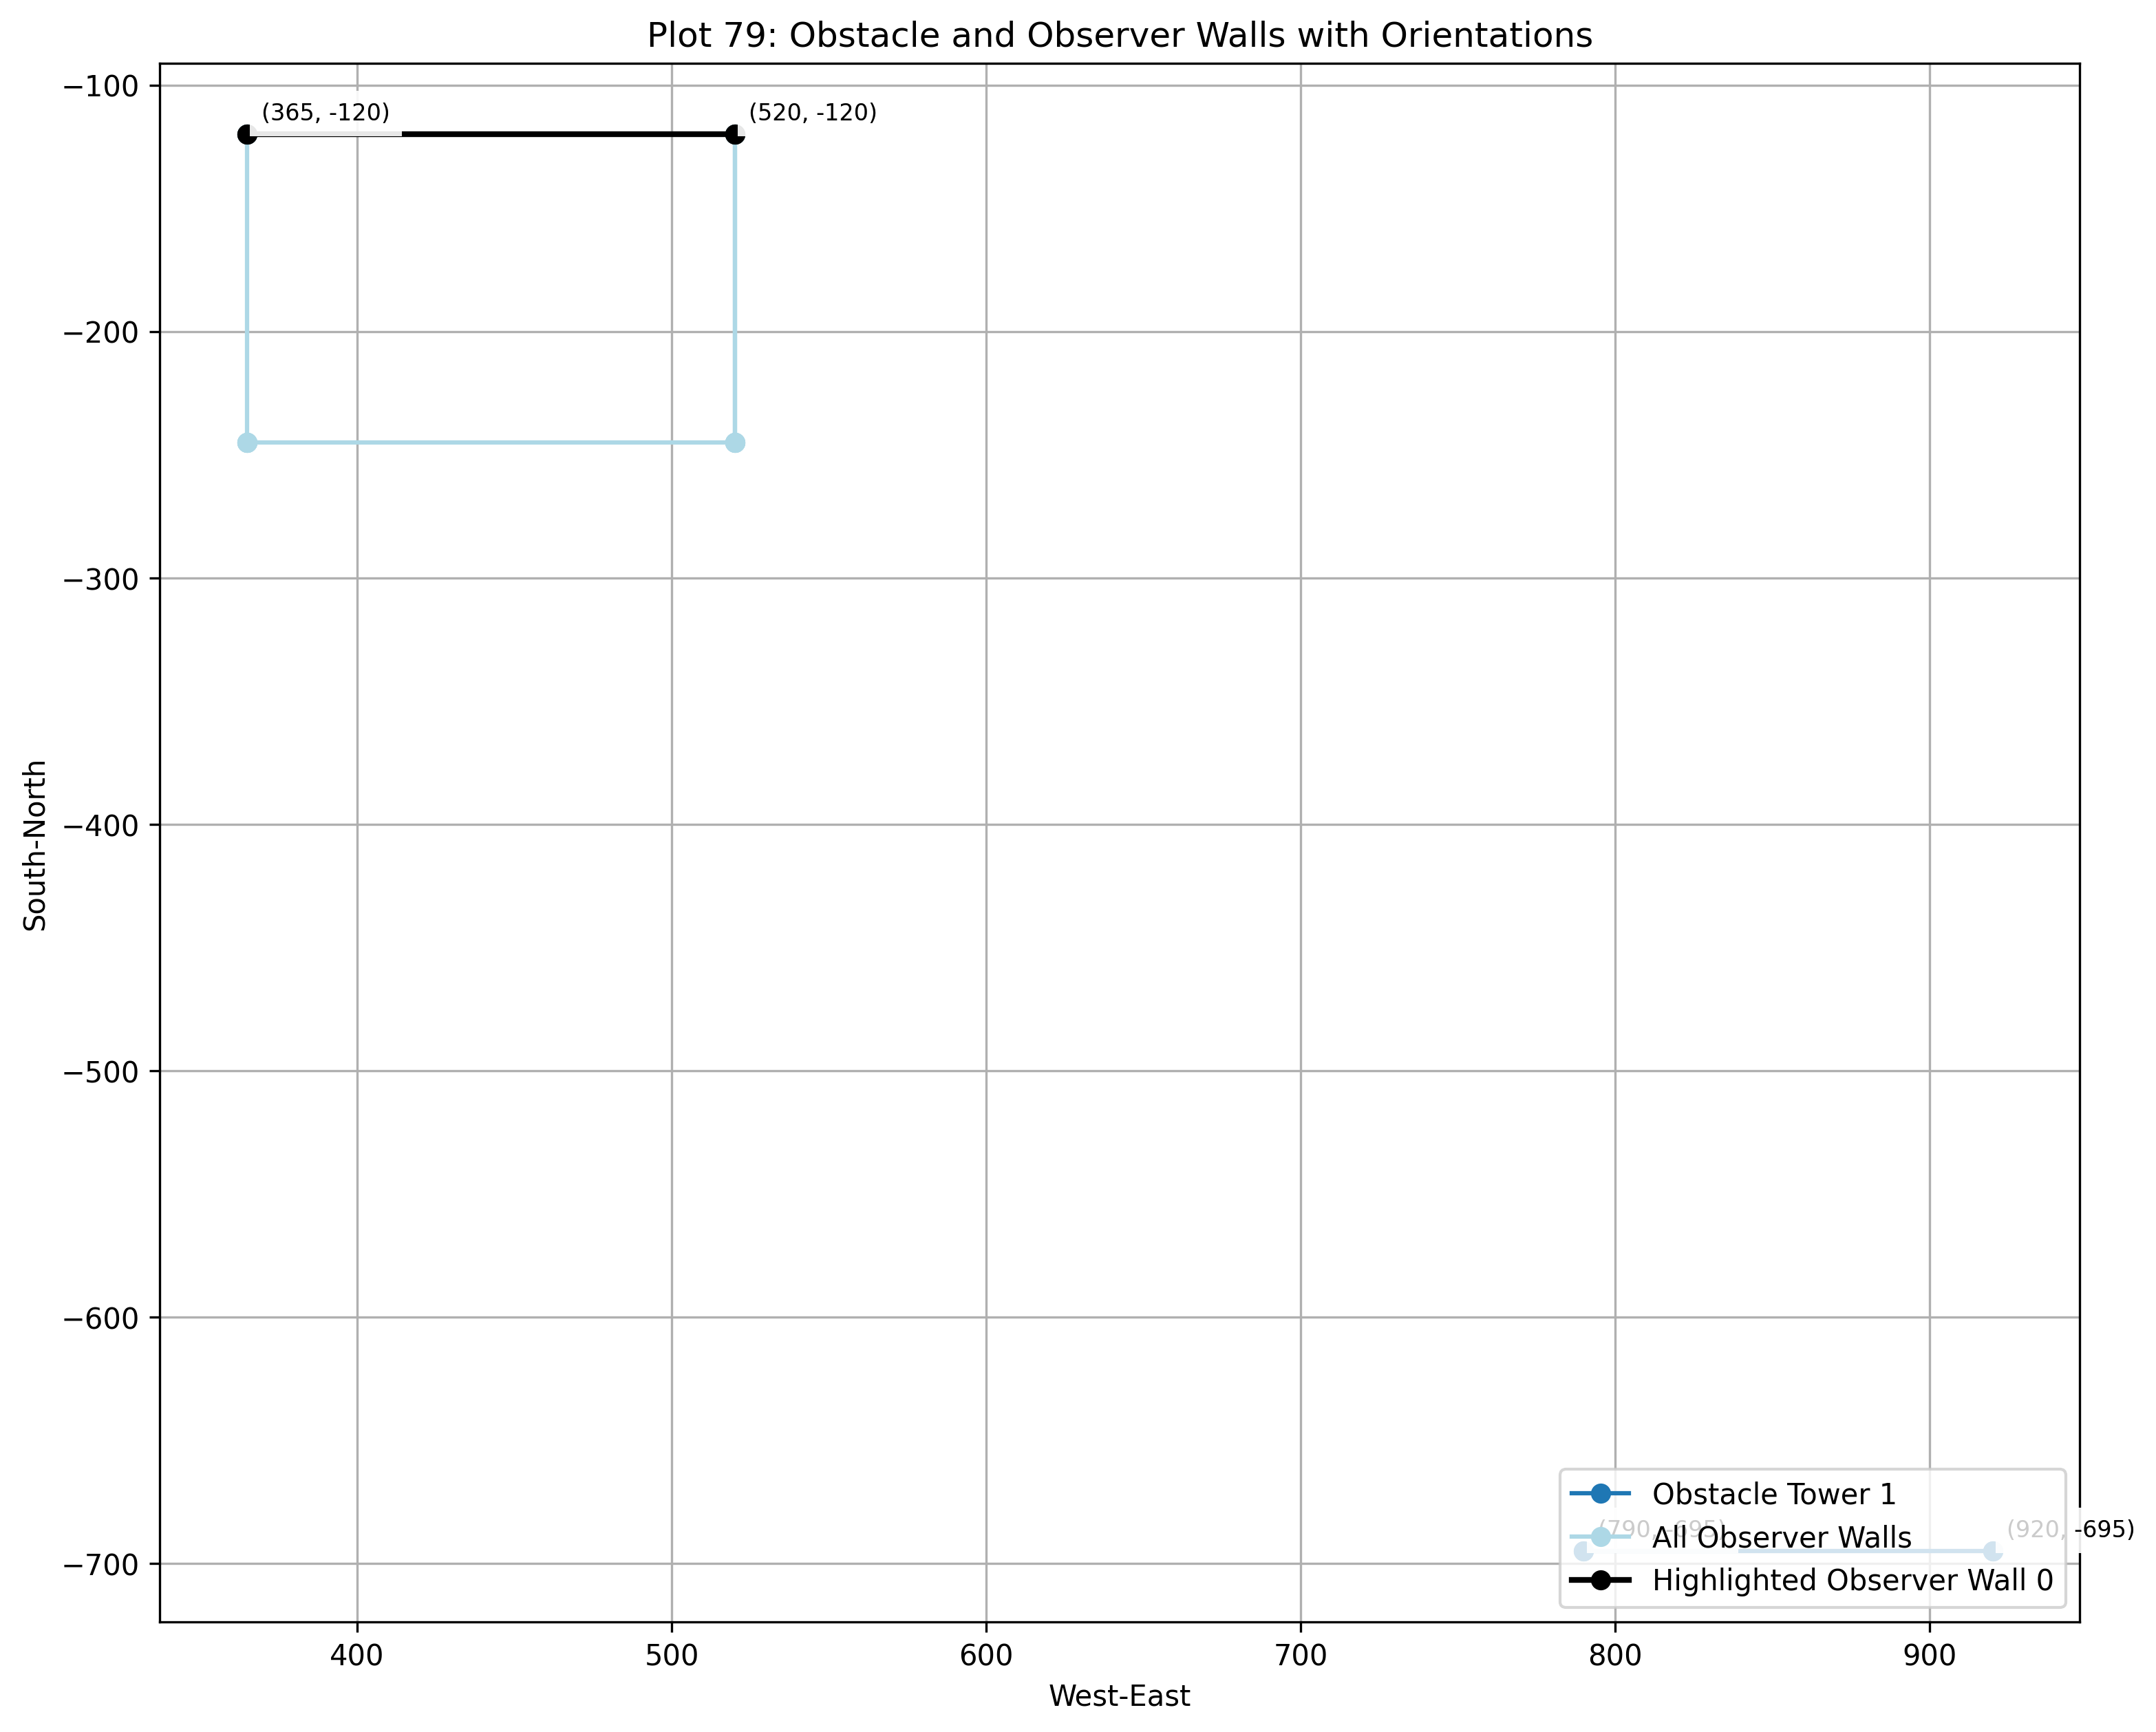 Plot 79: Obstacle and Observer Walls with Orientations
−100
(365, -120)
(520, -120)
−200
−300
−400
−500
−600
−700
South-North
Obstacle Tower 1
(790, -695)
(920, -695)
All Observer Walls
Highlighted Observer Wall 0
400
500
600
700
800
900
West-East